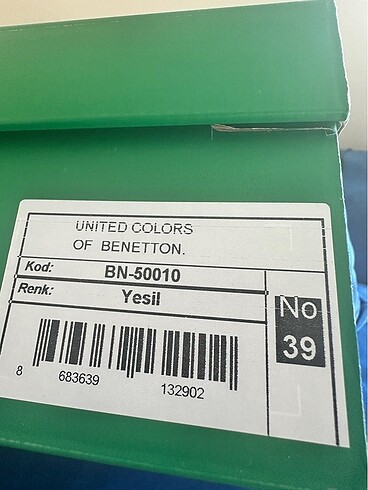 UNITED COLORS
OF BENETTON.
Kod: BN-50010
Renk: Yesil
No
39
8 683639 132902